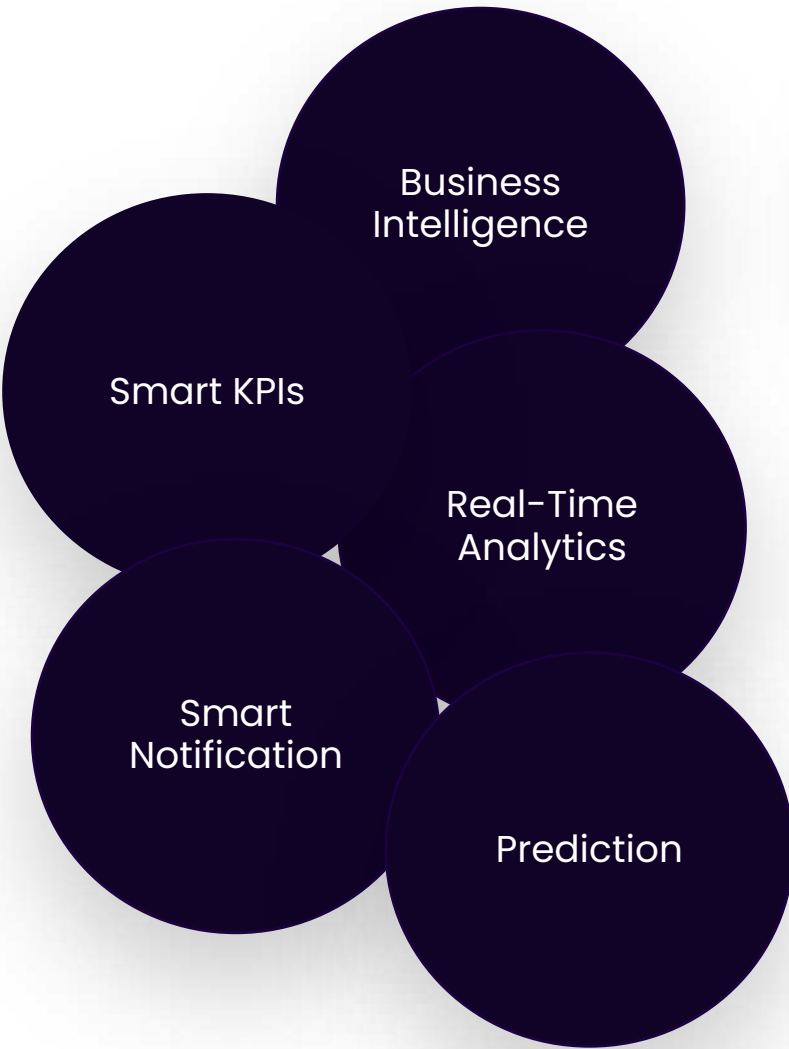 Business
Intelligence
Smart KPIs
Real-Time
Analytics
Smart
Notification
Prediction